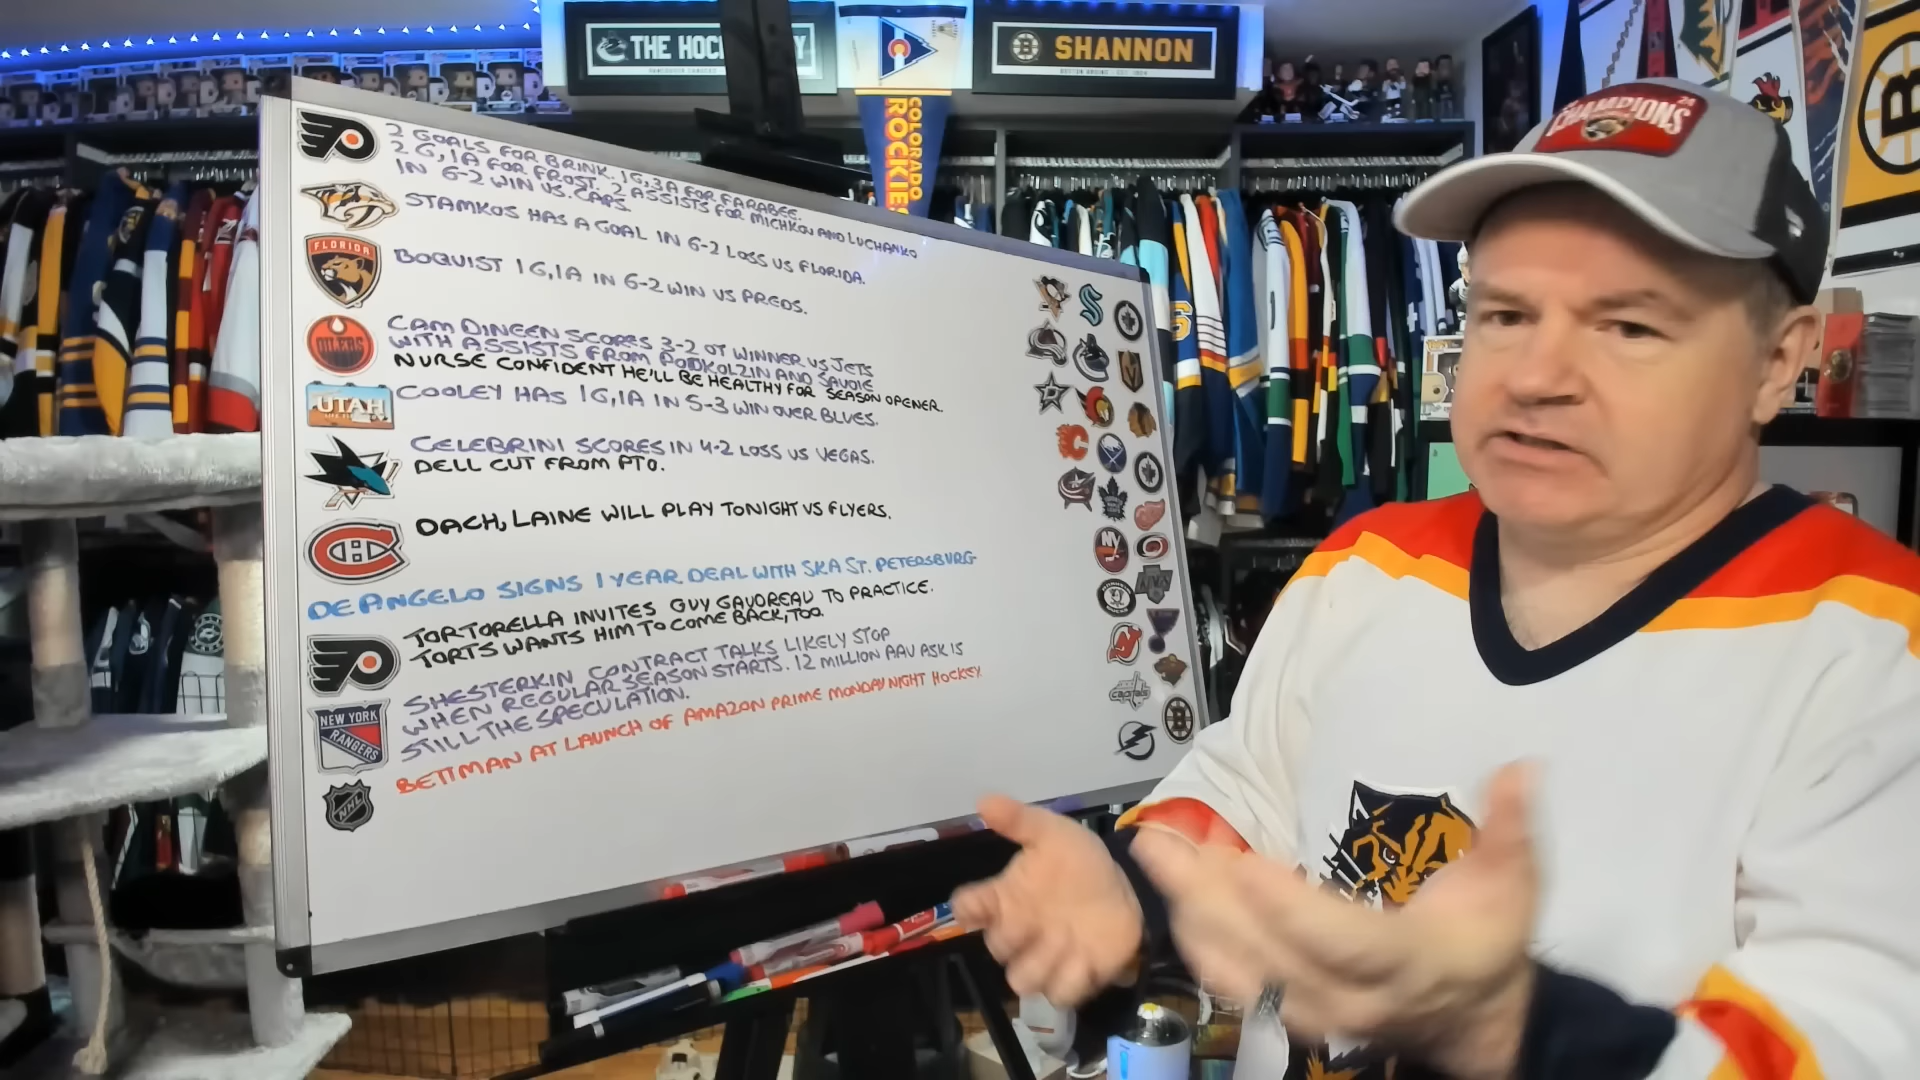 THE HOC
SHANNON
COLORADO
ROCKIES
CHAMPIONS
2 GOALS FOR BRINK. 1G,3A FOR FARABEE.
2G,1A FOR FROST. 2 ASSISTS FOR MICHKOV AND LUCHANKO
IN 6-2 WIN VS. CAPS.
STAMKOS HAS A GOAL IN 6-2 LOSS VS FLORIDA.
FLORIDA
BOQUIST 1G,1A IN 6-2 WIN VS PREDS.
OILERS
CAM DINEEN SCORES 3-2 OT WINNER VS JETS
WITH ASSISTS FROM PODKOLZIN AND SAVOIE
NURSE CONFIDENT HE'LL BE HEALTHY FOR SEASON OPENER.
UTAH
COOLEY HAS 1G,1A IN 5-3 WIN OVER BLUES.
CELEBRINI SCORES IN 4-2 LOSS VS VEGAS.
DELL CUT FROM PTO.
DACH, LAINE WILL PLAY TONIGHT VS FLYERS.
DEANGELO SIGNS 1 YEAR DEAL WITH SKA ST. PETERSBURG
TORTORELLA INVITES GUY GAUDREAU TO PRACTICE.
TORTS WANTS HIM TO COME BACK, TOO.
NEW YORK
RANGERS
SHESTERKIN CONTRACT TALKS LIKELY STOP
WHEN REGULAR SEASON STARTS. 12 MILLION AAV ASK IS
STILL THE SPECULATION.
NHL
BETTMAN AT LAUNCH OF AMAZON PRIME MONDAY NIGHT HOCKEY
NY
KINGS
capitals
B